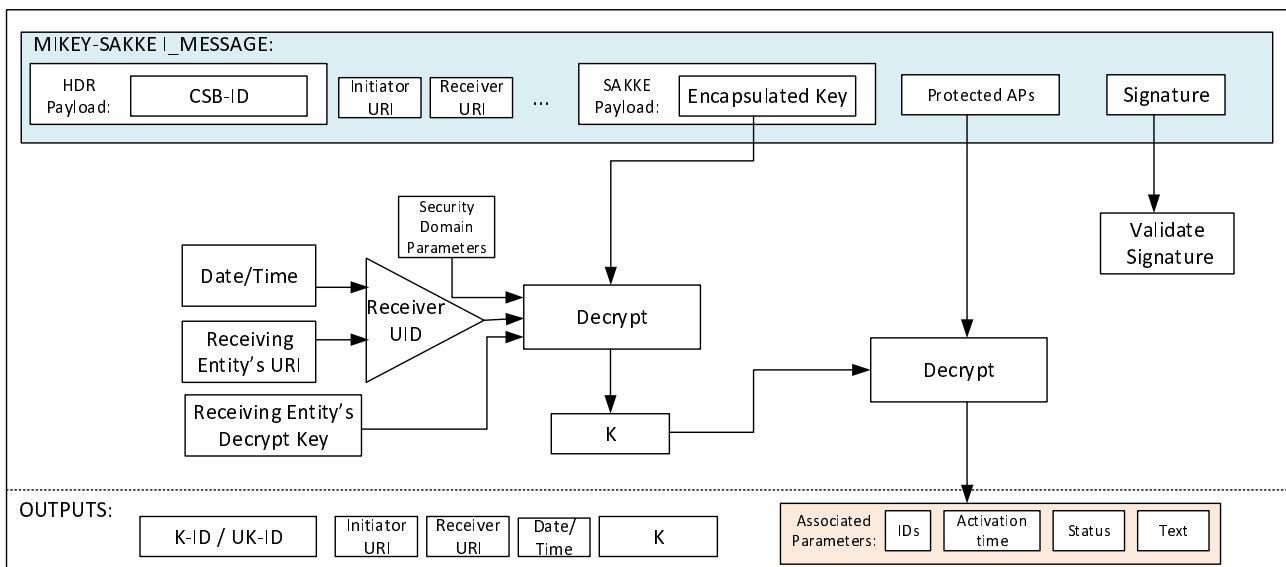 MIKEY-SAKKE I_MESSAGE:
HDR
Payload:
CSB-ID
Initiator
URI
Receiver
URI
...
SAKKE
Payload:
Encapsulated Key
Protected APs
Signature
Security
Domain
Parameters
Validate
Signature
Date/Time
Receiver
UID
Decrypt
Receiving
Entity's URI
Decrypt
Receiving Entity's
Decrypt Key
K
OUTPUTS:
K-ID / UK-ID
Initiator
URI
Receiver
URI
Date/
Time
K
Associated
Parameters:
IDs
Activation
time
Status
Text